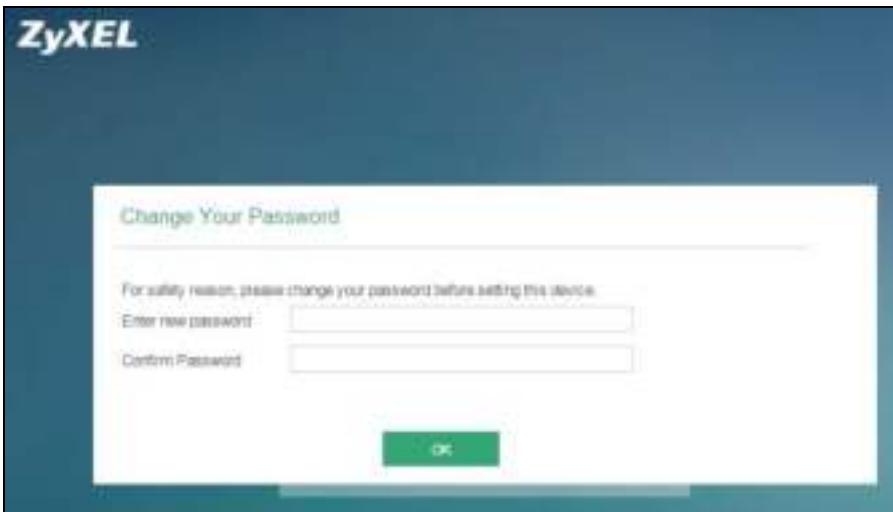 ZyXEL
Change Your Password
For safety reason, please change your password before setting this device.
Enter new password
Confirm Password
OK